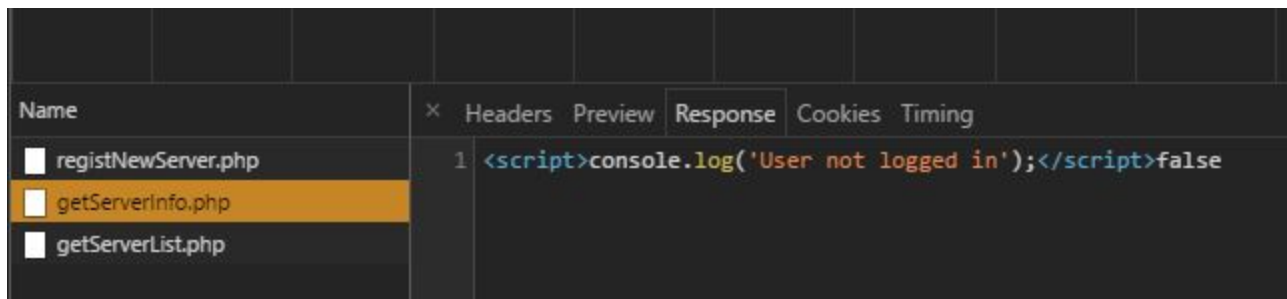 Name
× Headers Preview Response Cookies Timing
registNewServer.php
getServerInfo.php
getServerList.php
1 <script>console.log('User not logged in');</script>false